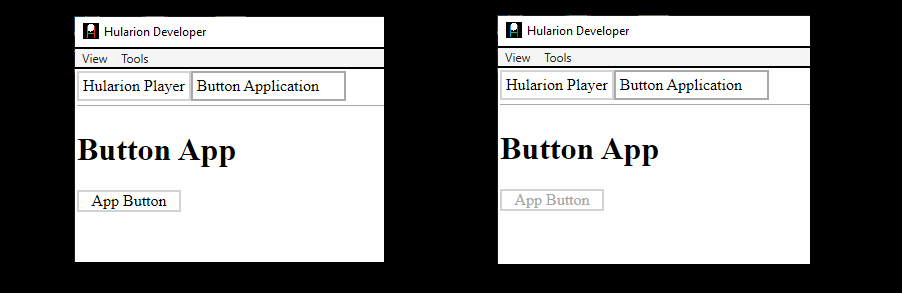 Hularion Developer
View Tools
Hularion Player Button Application
Button App
App Button
Hularion Developer
View Tools
Hularion Player Button Application
Button App
App Button